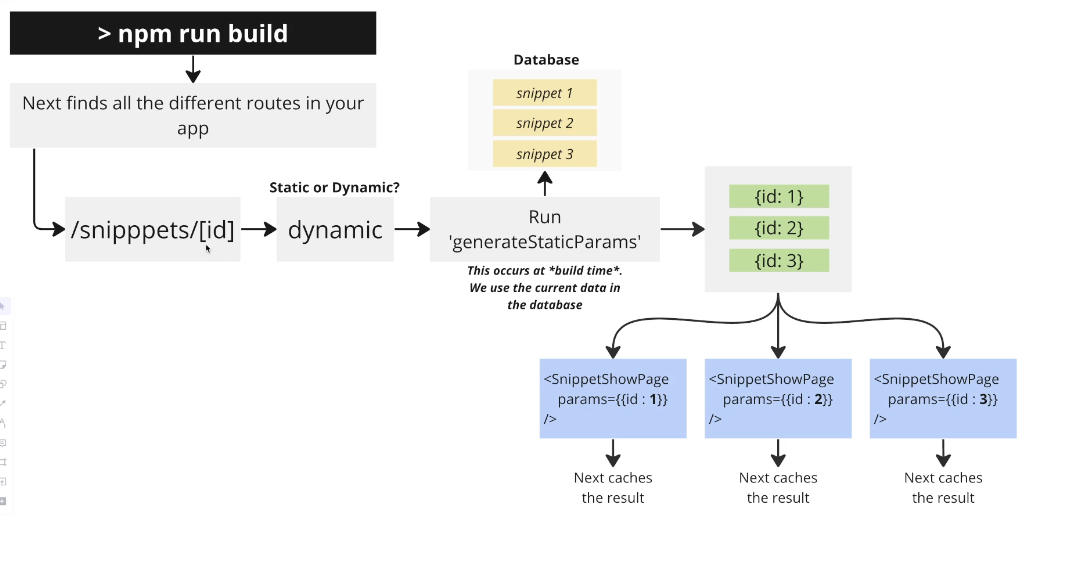 > npm run build
Next finds all the different routes in your
app
Database
snippet 1
snippet 2
snippet 3
Static or Dynamic?
/snipppets/[id]
dynamic
Run
'generateStaticParams'
This occurs at *build time*.
We use the current data in
the database
{id: 1}
{id: 2}
{id: 3}
<SnippetShowPage
params={{id : 1}}
/>
<SnippetShowPage
params={{id : 2}}
/>
<SnippetShowPage
params={{id : 3}}
/>
Next caches
the result
Next caches
the result
Next caches
the result